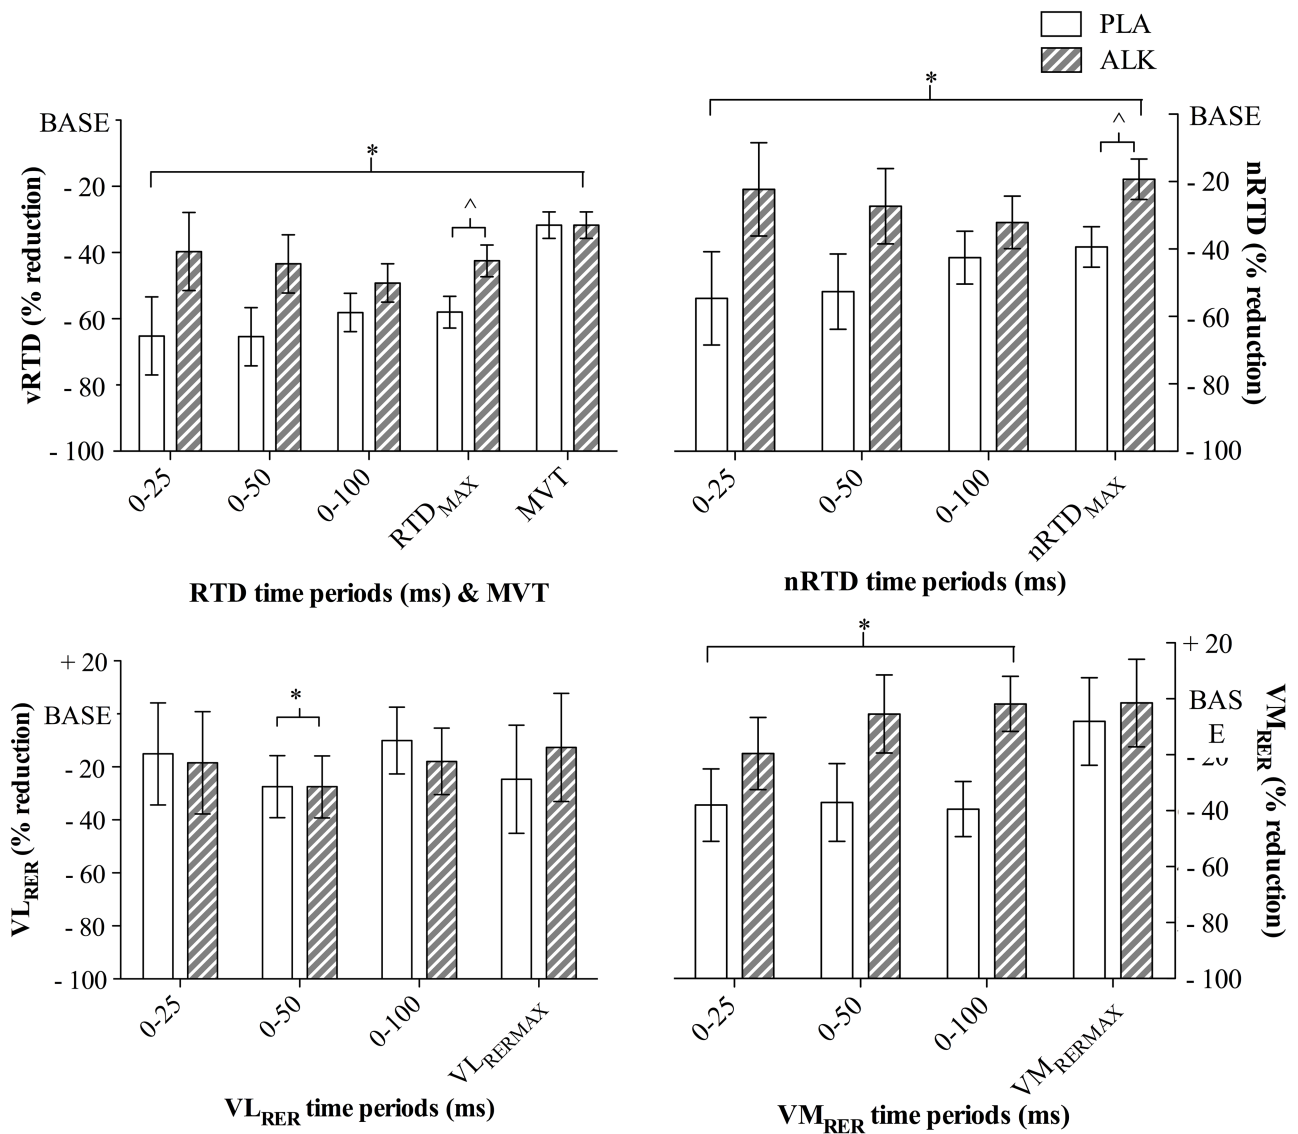 PLA
ALK
*
BASE
- 20
- 40
- 60
- 80
- 100
vRTD (% reduction)
*
^
0-25
0-50
0-100
RTDMAX
MVT
RTD time periods (ms) & MVT
^
BASE
- 20
- 40
- 60
- 80
- 100
nRTD (% reduction)
0-25
0-50
0-100
nRTDMAX
nRTD time periods (ms)
+ 20
BASE
- 20
- 40
- 60
- 80
- 100
VLRER (% reduction)
*
0-25
0-50
0-100
VLRERMAX
VLRER time periods (ms)
*
+ 20
BAS
E
- 20
- 40
- 60
- 80
- 100
VMRER (% reduction)
0-25
0-50
0-100
VMRERMAX
VMRER time periods (ms)